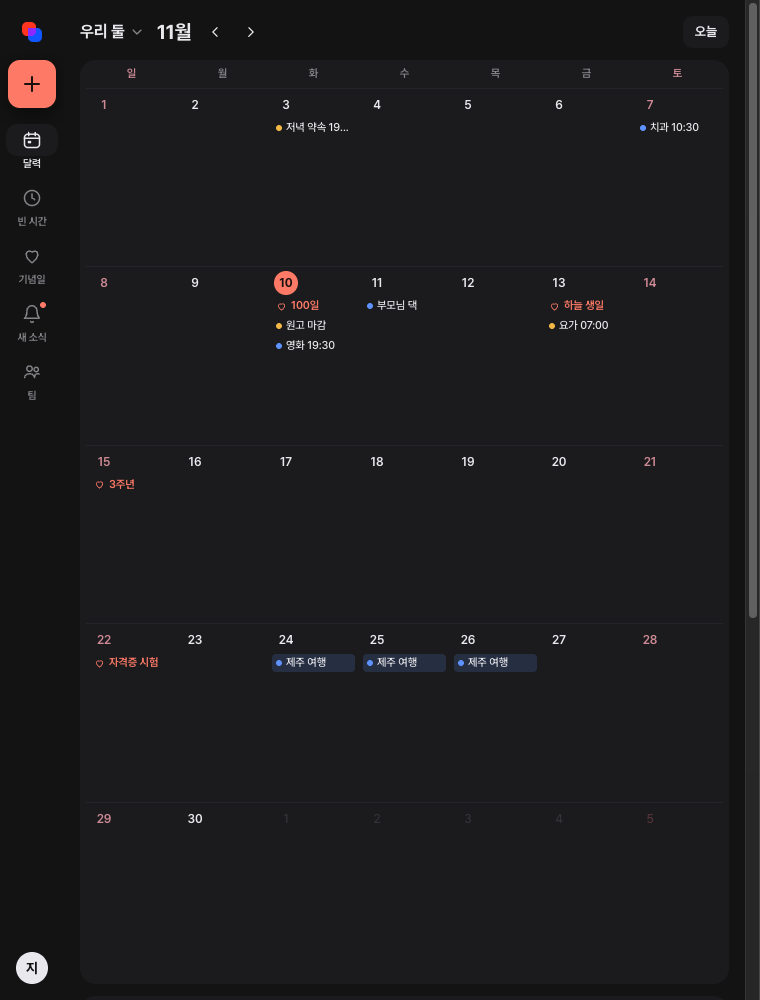 우리 둘 11월 오늘
일 월 화 수 목 금 토
달력
빈 시간
기념일
새 소식
팀
1 2 3 4 5 6 7
저녁 약속 19... 치과 10:30
8 9 10 11 12 13 14
100일 부모님 댁 하늘 생일
원고 마감 요가 07:00
영화 19:30
15 16 17 18 19 20 21
3주년
22 23 24 25 26 27 28
자격증 시험 제주 여행 제주 여행 제주 여행
29 30 1 2 3 4 5
지